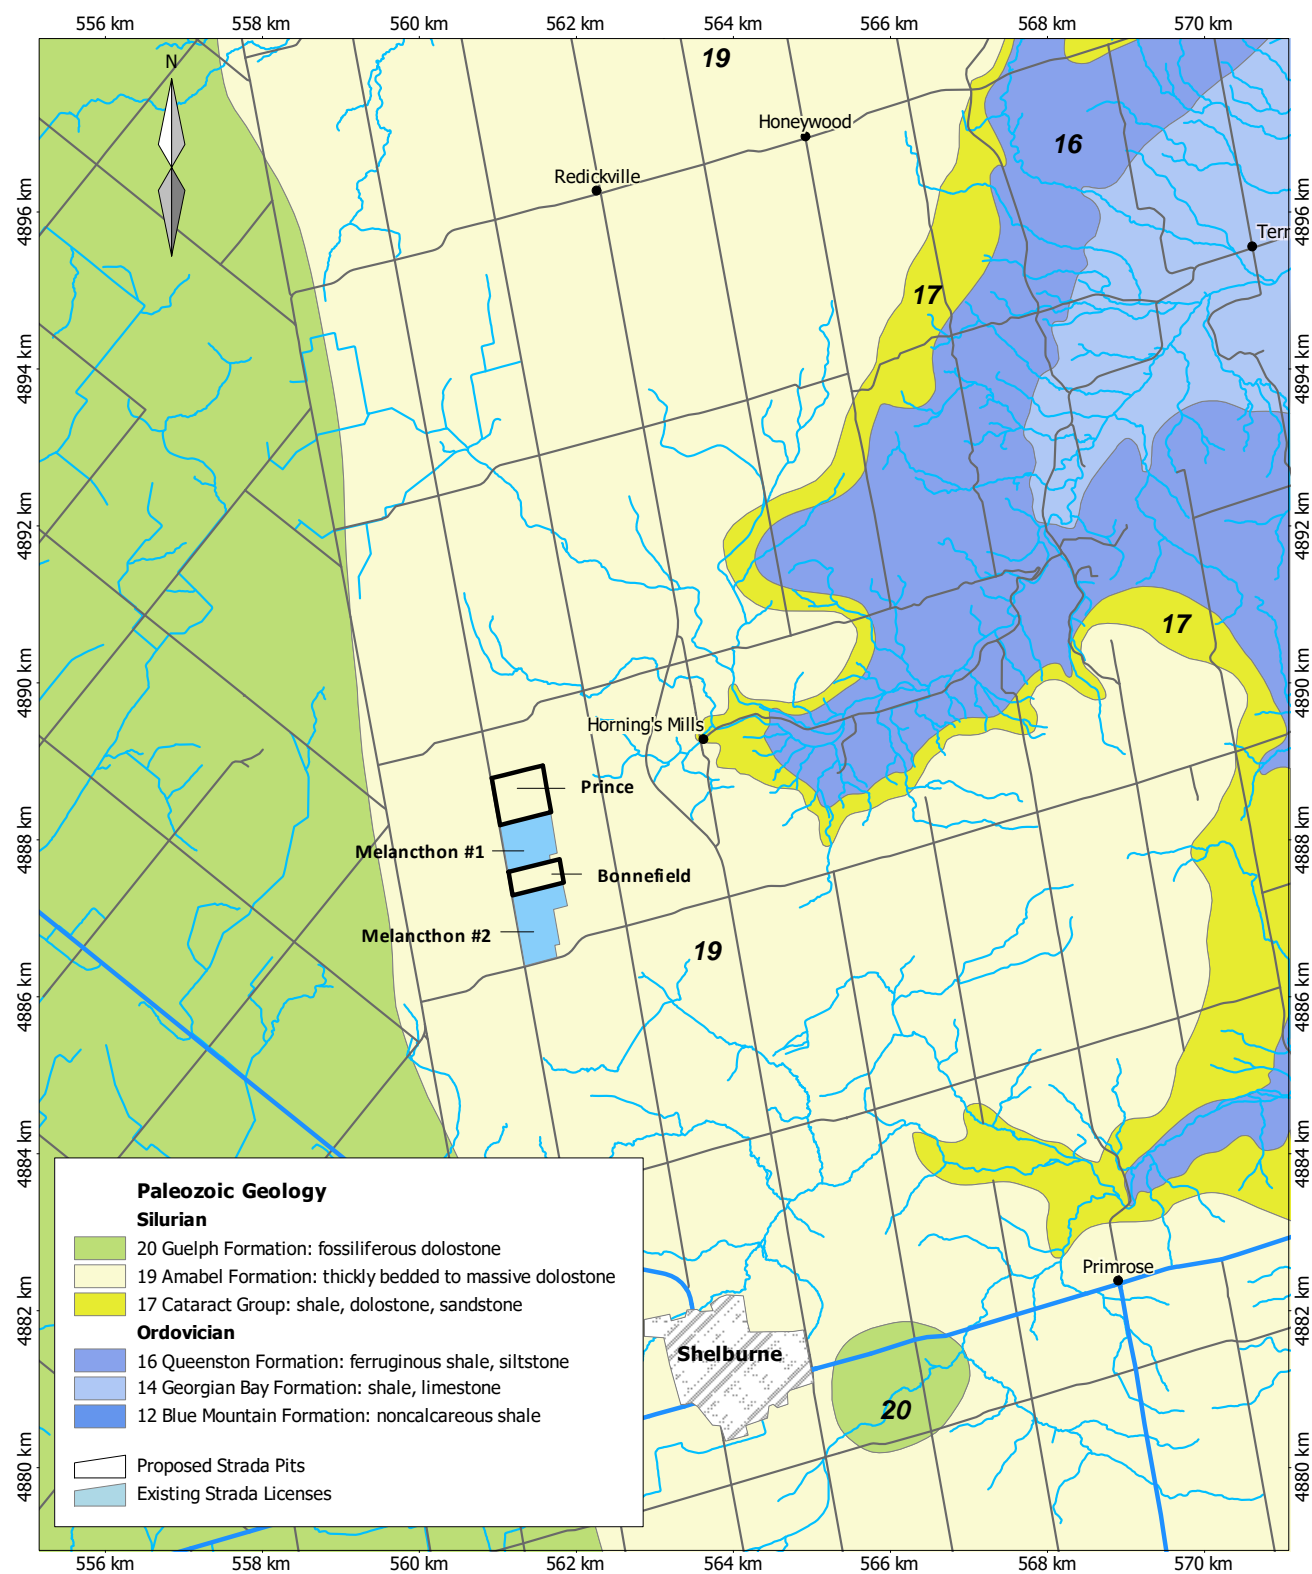 556 km 558 km 560 km 562 km 564 km 566 km 568 km 570 km
N
19
Honeywood
16
Redickville
4896 km
4896 km
Terr
17
4894 km
4894 km
4892 km
4892 km
17
4890 km
4890 km
Horning's Mills
Prince
4888 km
4888 km
Melancthon #1
Bonnefield
Melancthon #2
19
4886 km
4886 km
4884 km
4884 km
Paleozoic Geology
Silurian
20 Guelph Formation: fossiliferous dolostone
19 Amabel Formation: thickly bedded to massive dolostone
17 Cataract Group: shale, dolostone, sandstone
Ordovician
16 Queenston Formation: ferruginous shale, siltstone
14 Georgian Bay Formation: shale, limestone
12 Blue Mountain Formation: noncalcareous shale
Proposed Strada Pits
Existing Strada Licenses
Primrose
4882 km
4882 km
Shelburne
20
4880 km
4880 km
556 km 558 km 560 km 562 km 564 km 566 km 568 km 570 km